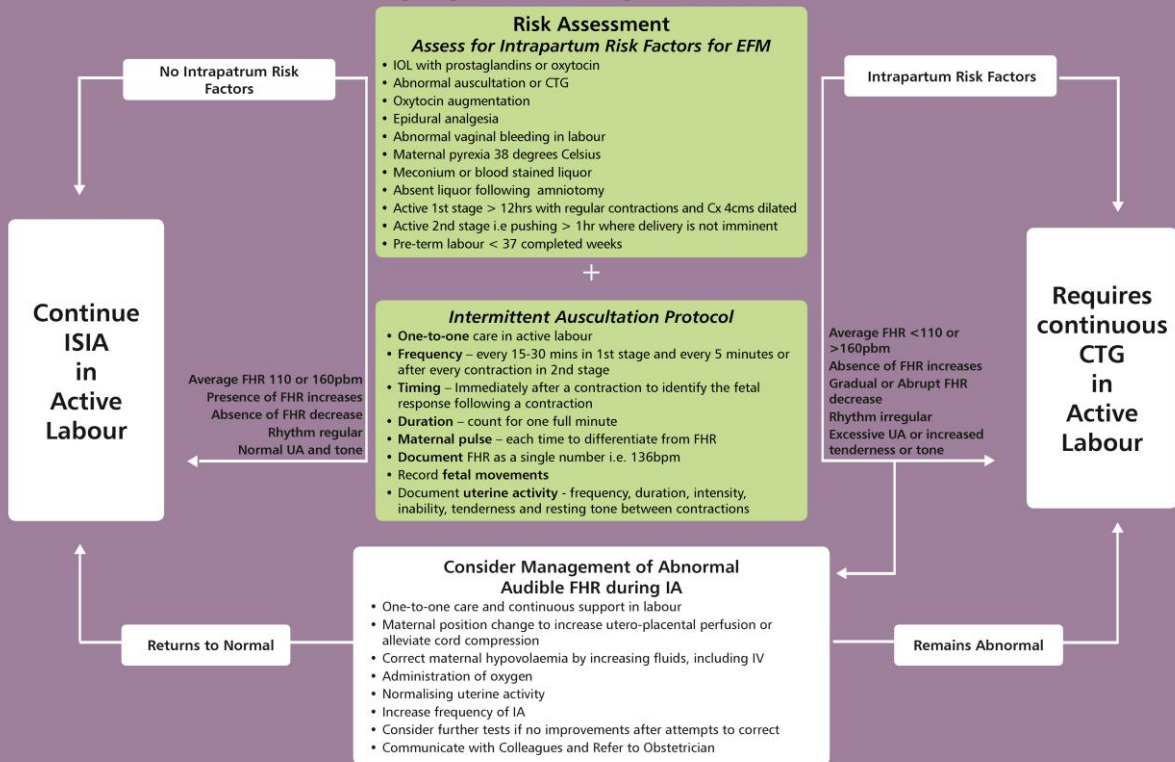 Risk Assessment
Assess for Intrapartum Risk Factors for EFM
• IOL with prostaglandins or oxytocin
• Abnormal auscultation or CTG
• Oxytocin augmentation
• Epidural analgesia
• Abnormal vaginal bleeding in labour
• Maternal pyrexia 38 degrees Celsius
• Meconium or blood stained liquor
• Absent liquor following amniotomy
• Active 1st stage > 12hrs with regular contractions and Cx 4cms dilated
• Active 2nd stage i.e pushing > 1hr where delivery is not imminent
• Pre-term labour < 37 completed weeks
No Intrapatrum Risk
Factors
Intrapartum Risk Factors
+
Continue
ISIA
in
Active
Labour
Average FHR 110 or 160pbm
Presence of FHR increases
Absence of FHR decrease
Rhythm regular
Normal UA and tone
Intermittent Auscultation Protocol
• One-to-one care in active labour
• Frequency – every 15-30 mins in 1st stage and every 5 minutes or
after every contraction in 2nd stage
• Timing – Immediately after a contraction to identify the fetal
response following a contraction
• Duration – count for one full minute
• Maternal pulse – each time to differentiate from FHR
• Document FHR as a single number i.e. 136bpm
• Record fetal movements
• Document uterine activity - frequency, duration, intensity,
inability, tenderness and resting tone between contractions
Average FHR <110 or
>160pbm
Absence of FHR increases
Gradual or Abrupt FHR
decrease
Rhythm irregular
Excessive UA or increased
tenderness or tone
Requires
continuous
CTG
in
Active
Labour
Consider Management of Abnormal
Audible FHR during IA
• One-to-one care and continuous support in labour
• Maternal position change to increase utero-placental perfusion or
alleviate cord compression
• Correct maternal hypovolaemia by increasing fluids, including IV
• Administration of oxygen
• Normalising uterine activity
• Increase frequency of IA
• Consider further tests if no improvements after attempts to correct
• Communicate with Colleagues and Refer to Obstetrician
Returns to Normal
Remains Abnormal